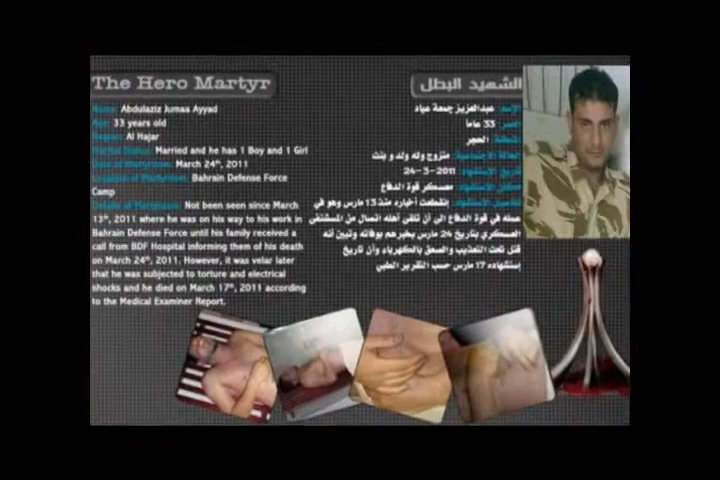 The Hero Martyr
Name: Abdulaziz Jumaa Ayyad
Age: 33 years old
Region: Al Hajar
Marital Status: Married and he has 1 Boy and 1 Girl
Date of Martyrdom: March 24th, 2011
Location of Martyrdom: Bahrain Defense Force
Camp
Details of Martyrdom: Not been seen since March
13th, 2011 where he was on his way to his work in
Bahrain Defense Force until his family received a
call from BDF Hospital informing them of his death
on March 24th, 2011. However, it was velar later
that he was subjected to torture and electrical
shocks and he died on March 17th, 2011 according
to the Medical Examiner Report.
الشهيد البطل
الإسم: عبدالعزيز جمعة عياد
العمر: 33 عاما
المنطقة: الحجر
الحالة الإجتماعية: متزوج وله ولد و بنت
تاريخ الإستشهاد: 2011-3-24
مكان الإستشهاد: معسكر قوة الدفاع
تفاصيل الإستشهاد: إنقطعت أخباره منذ 13 مارس وهو في
عمله في قوة الدفاع الى أن تلقى أهله اتصال من المستشفى
العسكري بتاريخ 24 مارس يخبرهم بوفاته وتبين أنه
قتل تحت التعذيب والصعق بالكهرباء وأن تاريخ
إستشهاده 17 مارس حسب التقرير الطبي